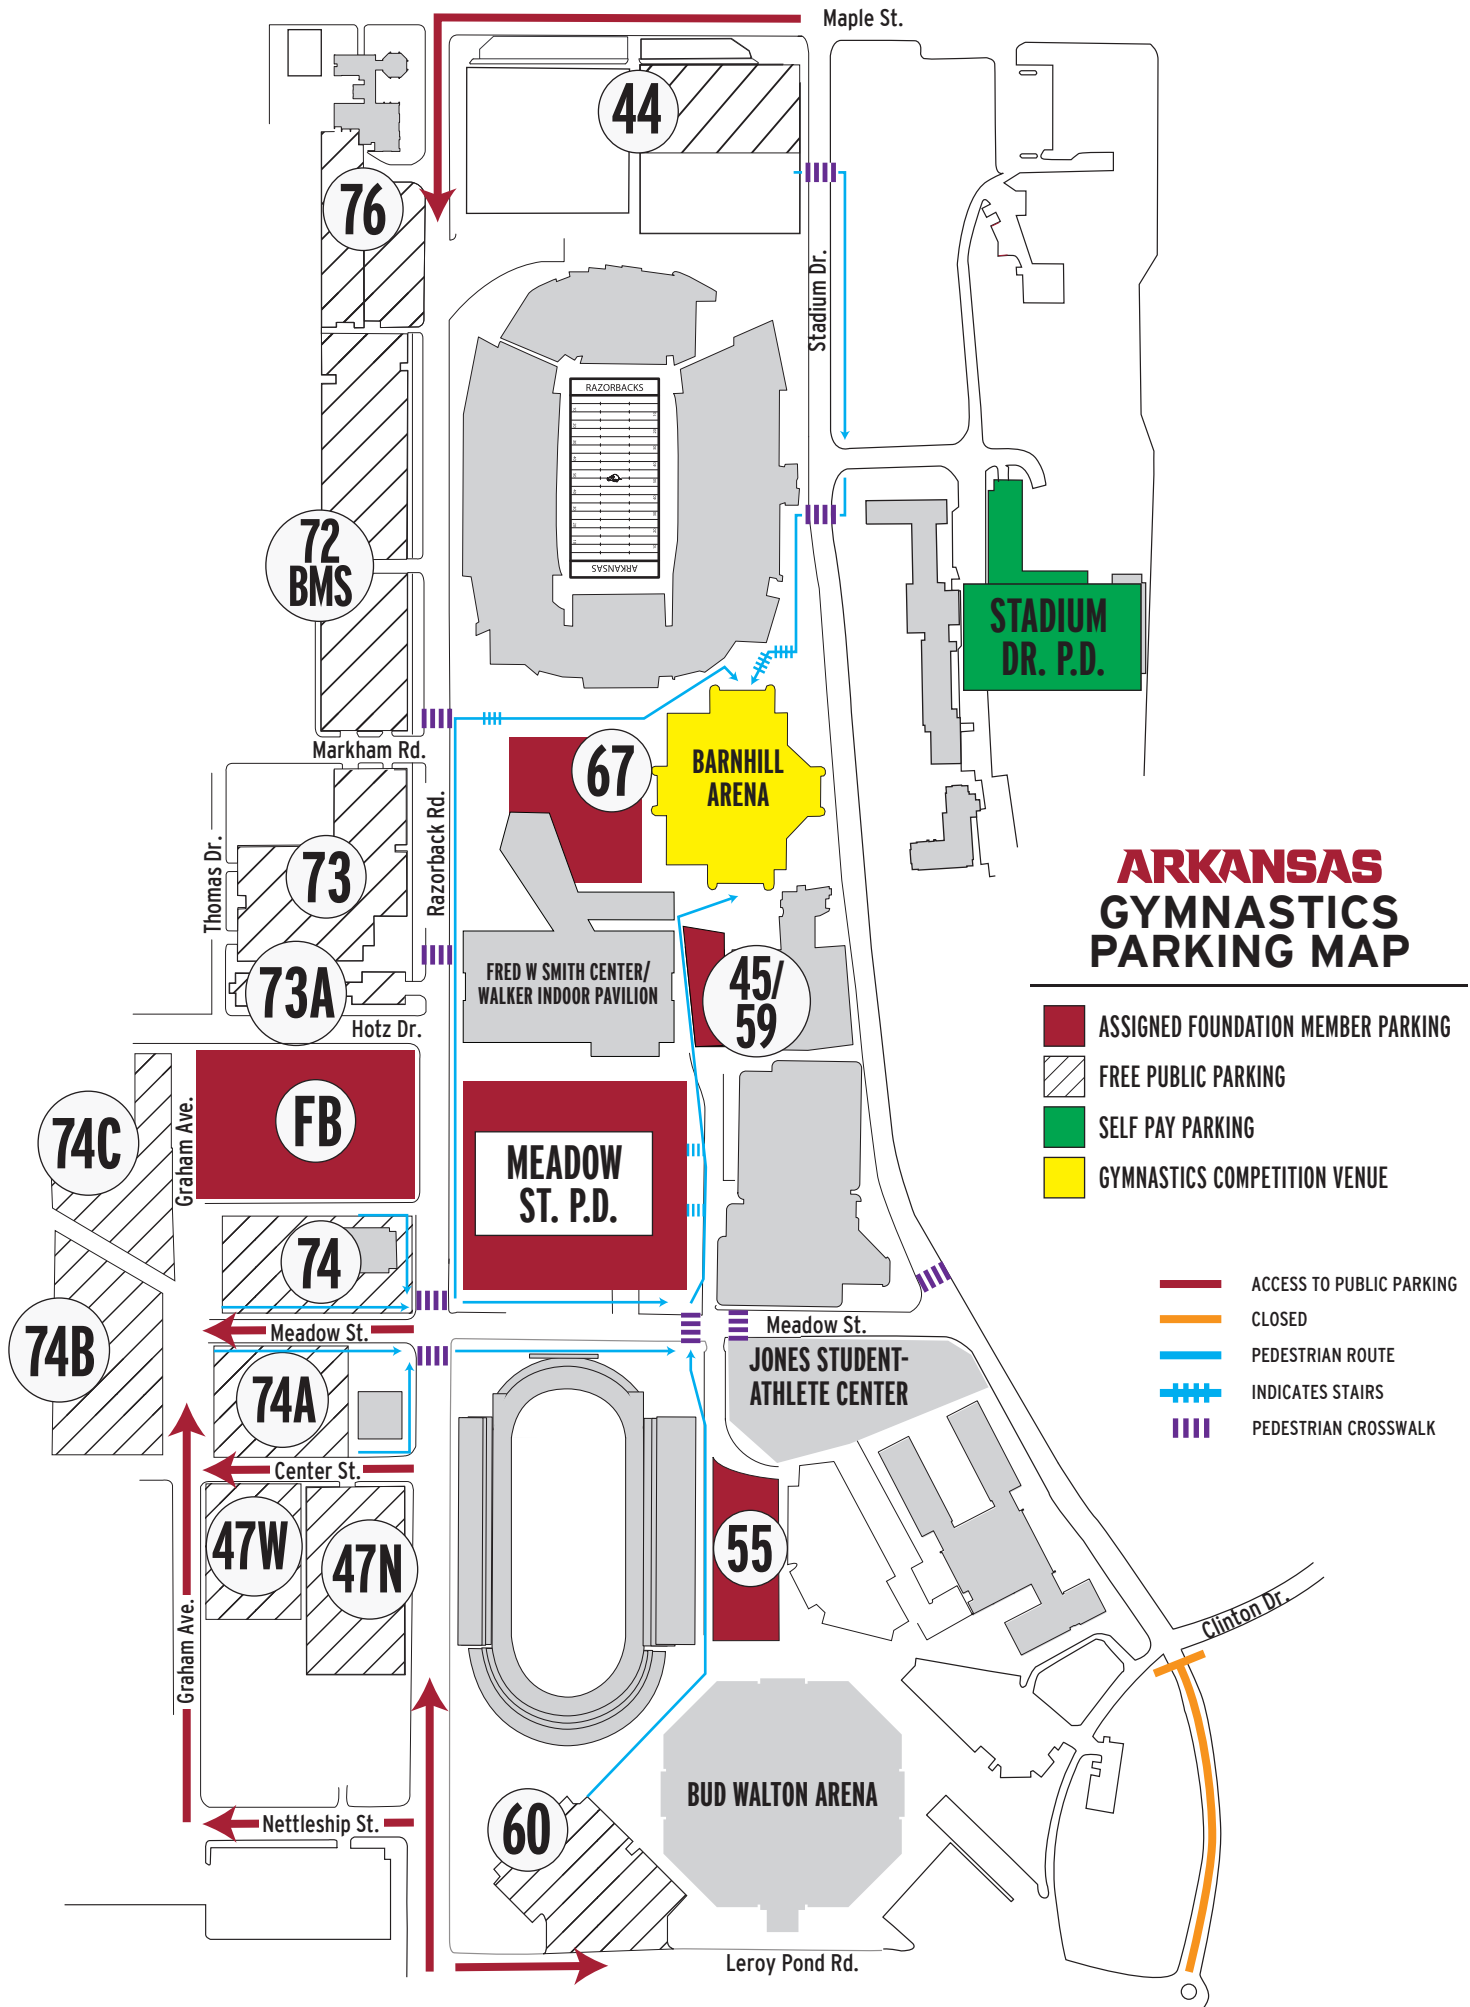 Maple St.
44
76
Stadium Dr.
RAZORBACKS
ARKANSAS
72
BMS
STADIUM
DR. P.D.
Markham Rd.
67
BARNHILL
ARENA
Thomas Dr.
Razorback Rd.
73
ARKANSAS
GYMNASTICS
PARKING MAP
73A
FRED W SMITH CENTER/
WALKER INDOOR PAVILION
45/
59
Hotz Dr.
ASSIGNED FOUNDATION MEMBER PARKING
FREE PUBLIC PARKING
SELF PAY PARKING
GYMNASTICS COMPETITION VENUE
74C
Graham Ave.
FB
MEADOW
ST. P.D.
74
ACCESS TO PUBLIC PARKING
CLOSED
PEDESTRIAN ROUTE
INDICATES STAIRS
PEDESTRIAN CROSSWALK
74B
Meadow St.
Meadow St.
JONES STUDENT-
ATHLETE CENTER
74A
Center St.
47W
47N
55
Graham Ave.
Clinton Dr.
BUD WALTON ARENA
60
Nettleship St.
Leroy Pond Rd.